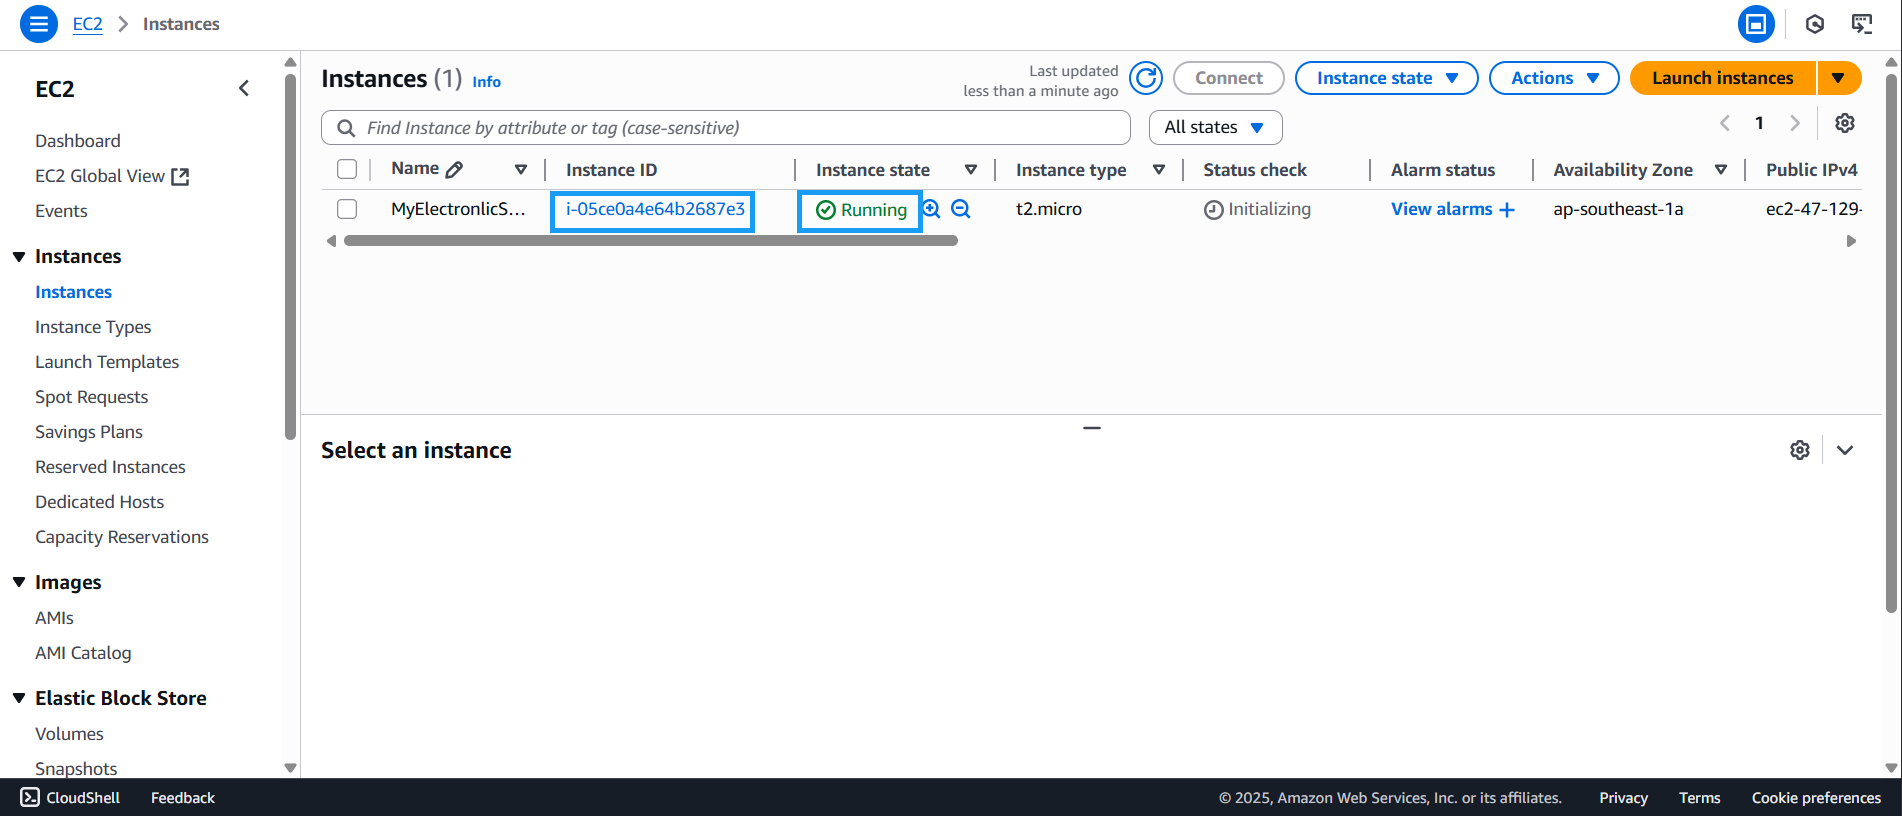 EC2 > Instances
EC2
Dashboard
EC2 Global View
Events
Instances
Instances
Instance Types
Launch Templates
Spot Requests
Savings Plans
Reserved Instances
Dedicated Hosts
Capacity Reservations
Images
AMIs
AMI Catalog
Elastic Block Store
Volumes
Snapshots
Instances (1) Info
Last updated
less than a minute ago
Connect
Instance state
Actions
Launch instances
Find Instance by attribute or tag (case-sensitive)
All states
1
Name Instance ID Instance state Instance type Status check Alarm status Availability Zone Public IPv4
MyElectronlicS... i-05ce0a4e64b2687e3 Running t2.micro Initializing View alarms + ap-southeast-1a ec2-47-129-
Select an instance
CloudShell Feedback © 2025, Amazon Web Services, Inc. or its affiliates. Privacy Terms Cookie preferences